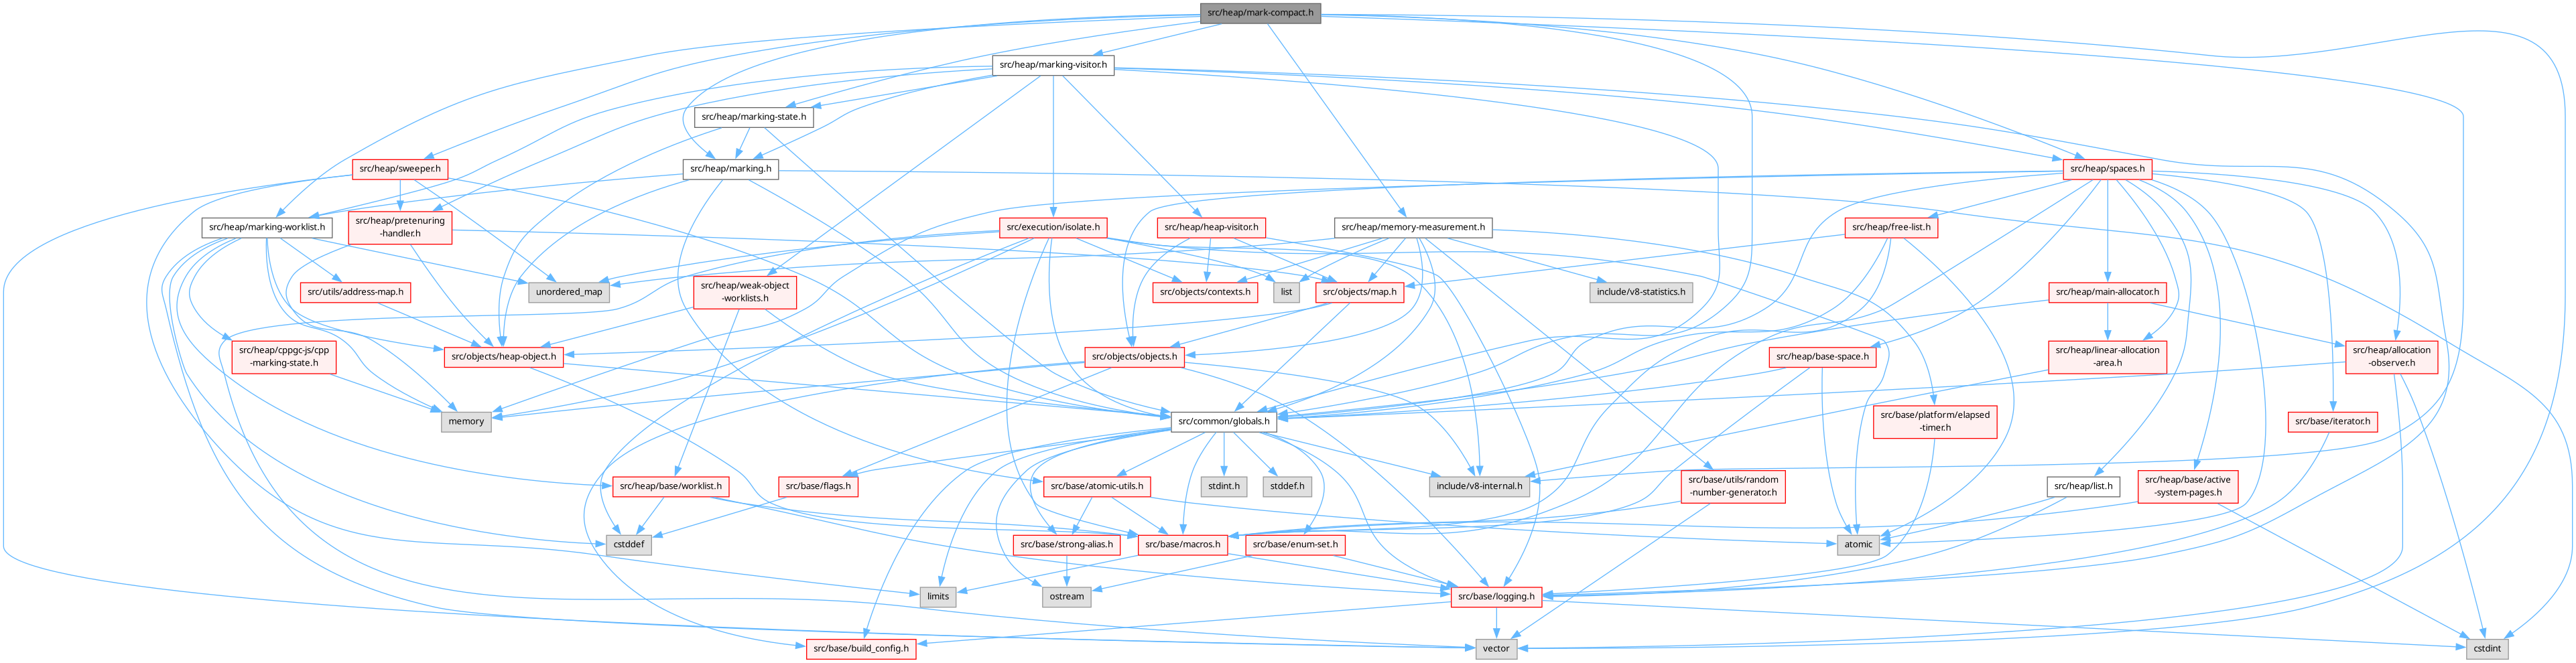 src/heap/mark-compact.h
src/heap/marking-visitor.h
src/heap/marking-state.h
src/heap/sweeper.h
src/heap/marking.h
src/heap/spaces.h
src/heap/marking-worklist.h
src/heap/pretenuring
-handler.h
src/execution/isolate.h
src/heap/heap-visitor.h
src/heap/memory-measurement.h
src/heap/free-list.h
src/utils/address-map.h
unordered_map
src/heap/weak-object
-worklists.h
src/objects/contexts.h
list
src/objects/map.h
include/v8-statistics.h
src/heap/main-allocator.h
src/heap/cppgc-js/cpp
-marking-state.h
src/objects/heap-object.h
src/objects/objects.h
src/heap/base-space.h
src/heap/linear-allocation
-area.h
src/heap/allocation
-observer.h
memory
src/common/globals.h
src/base/platform/elapsed
-timer.h
src/base/iterator.h
src/heap/base/worklist.h
src/base/flags.h
src/base/atomic-utils.h
stdint.h
stddef.h
include/v8-internal.h
src/base/utils/random
-number-generator.h
src/heap/list.h
src/heap/base/active
-system-pages.h
cstddef
src/base/strong-alias.h
src/base/macros.h
src/base/enum-set.h
atomic
limits
ostream
src/base/logging.h
src/base/build_config.h
vector
cstdint